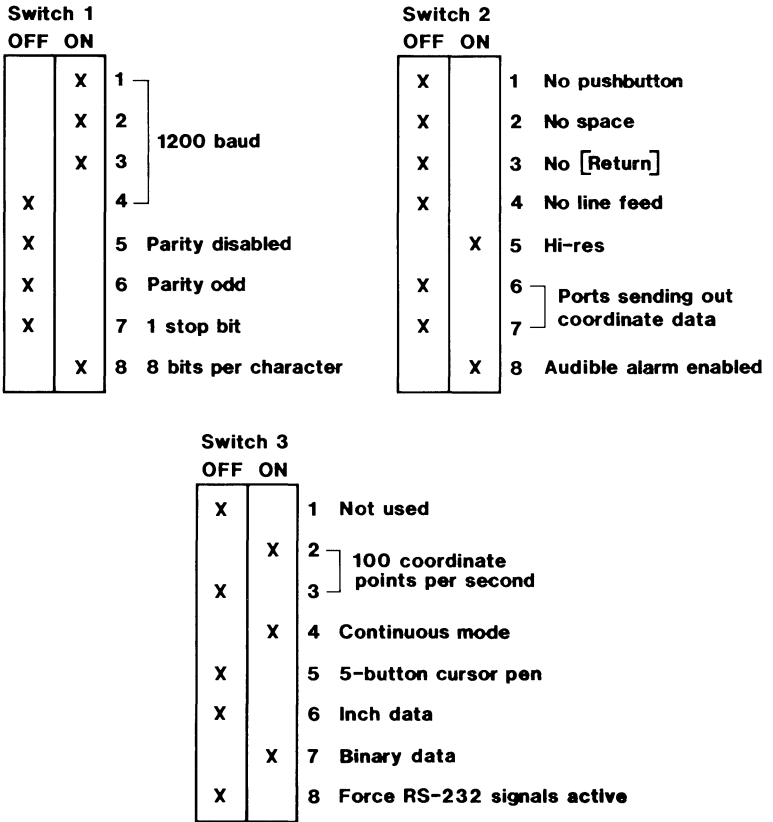 Switch 1
OFF ON
X 1
X 2
1200 baud
X 3
X 4
X 5 Parity disabled
X 6 Parity odd
X 7 1 stop bit
X 8 8 bits per character
Switch 2
OFF ON
X 1 No pushbutton
X 2 No space
X 3 No [Return]
X 4 No line feed
X 5 Hi-res
X 6
Ports sending out
coordinate data
X 7
X 8 Audible alarm enabled
Switch 3
OFF ON
X 1 Not used
X 2
100 coordinate
points per second
X 3
X 4 Continuous mode
X 5 5-button cursor pen
X 6 Inch data
X 7 Binary data
X 8 Force RS-232 signals active